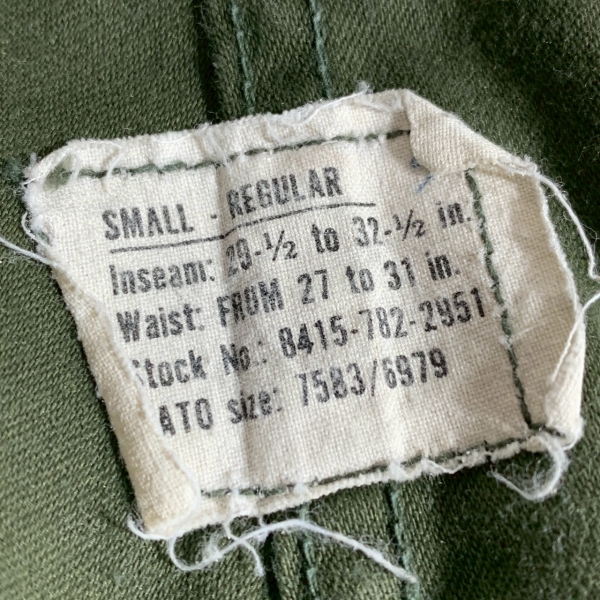 SMALL - REGULAR
Inseam: 29-1/2 to 32-1/2 in.
Waist: FROM 27 to 31 in.
Stock No.: 8415-782-2951
ATO size: 7583/6979